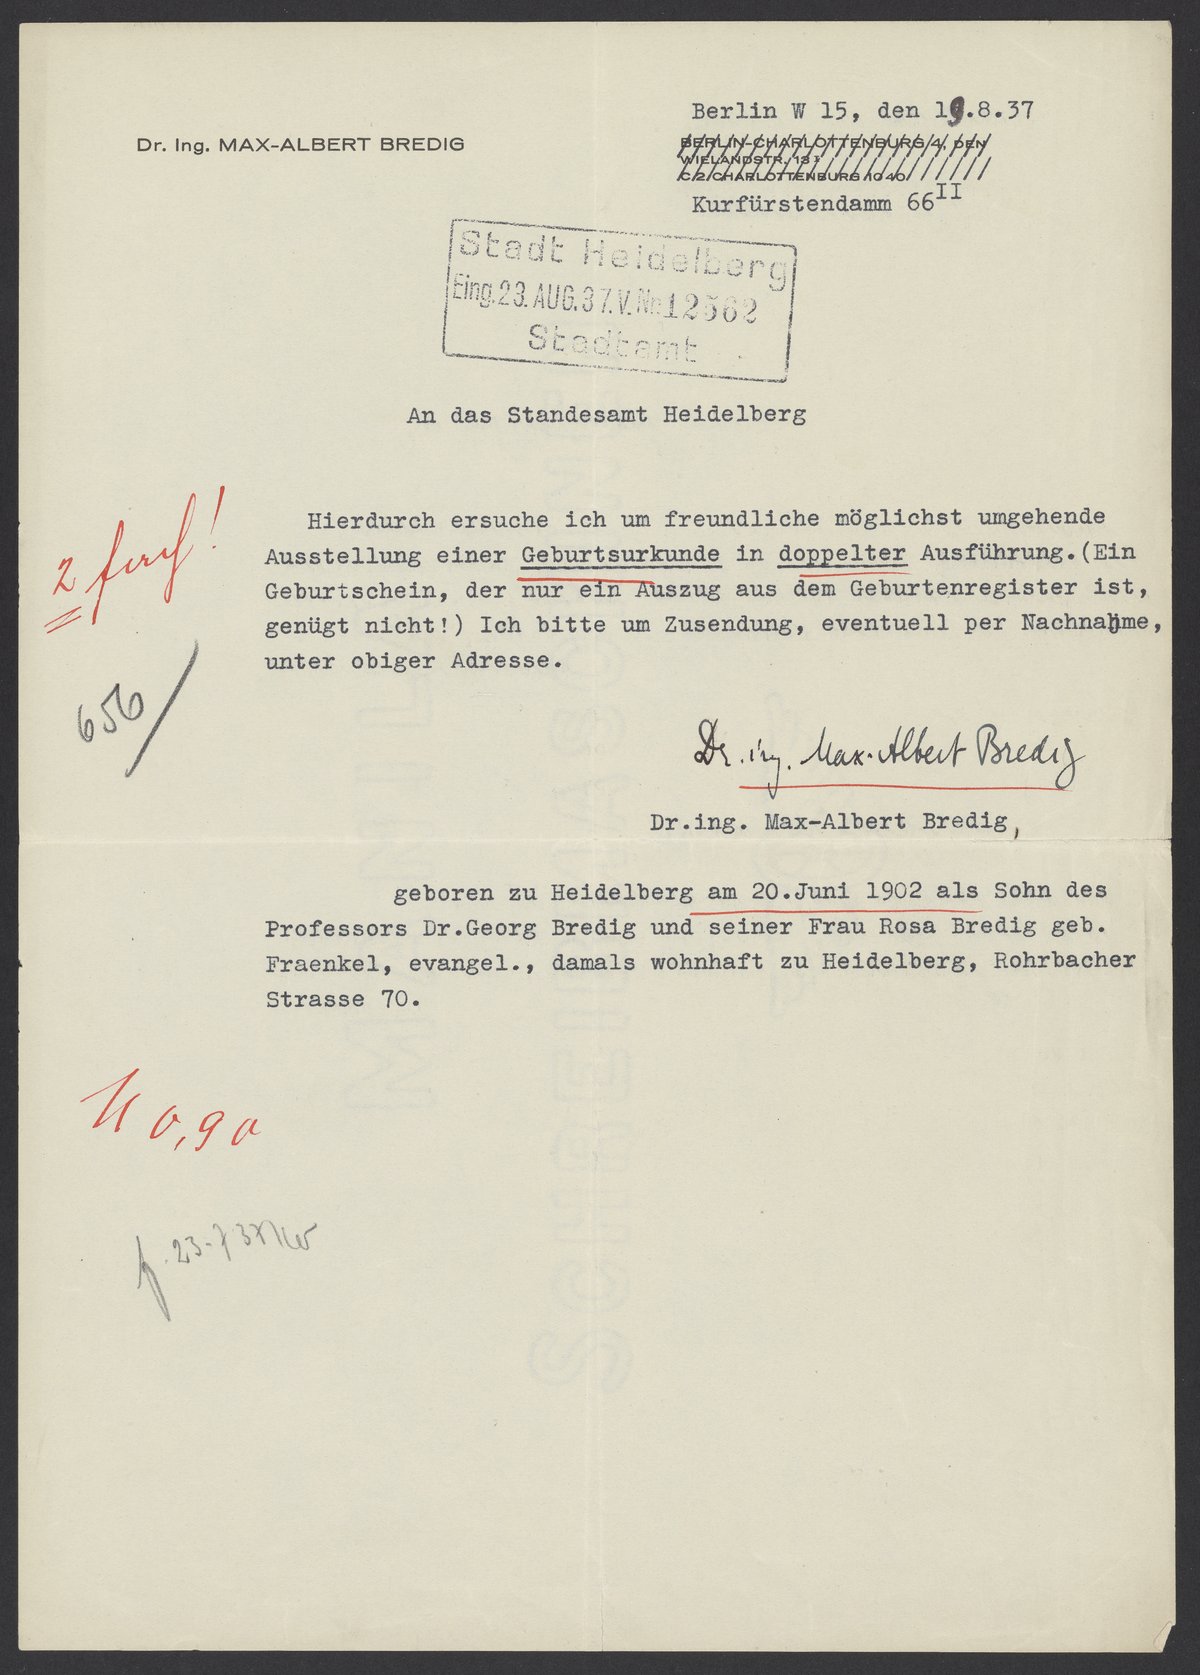 Berlin W 15, den 19.8.37
Dr. Ing. MAX-ALBERT BREDIG
BERLIN-CHARLOTTENBURG 4, DEN
WIELANDSTR. 13 I
C 2 CHARLOTTENBURG 1040
Kurfürstendamm 66 II
Stadt Heidelberg
Eing. 23. AUG. 37. V. Nr. 12562
Stadtamt
An das Standesamt Heidelberg
2 fach!
Hierdurch ersuche ich um freundliche möglichst umgehende
Ausstellung einer Geburtsurkunde in doppelter Ausführung.(Ein
Geburtschein, der nur ein Auszug aus dem Geburtenregister ist,
genügt nicht!) Ich bitte um Zusendung, eventuell per Nachnahme,
unter obiger Adresse.
656
Dr. ing. Max-Albert Bredig
Dr.ing. Max-Albert Bredig,
geboren zu Heidelberg am 20.Juni 1902 als Sohn des
Professors Dr.Georg Bredig und seiner Frau Rosa Bredig geb.
Fraenkel, evangel., damals wohnhaft zu Heidelberg, Rohrbacher
Strasse 70.
0,90